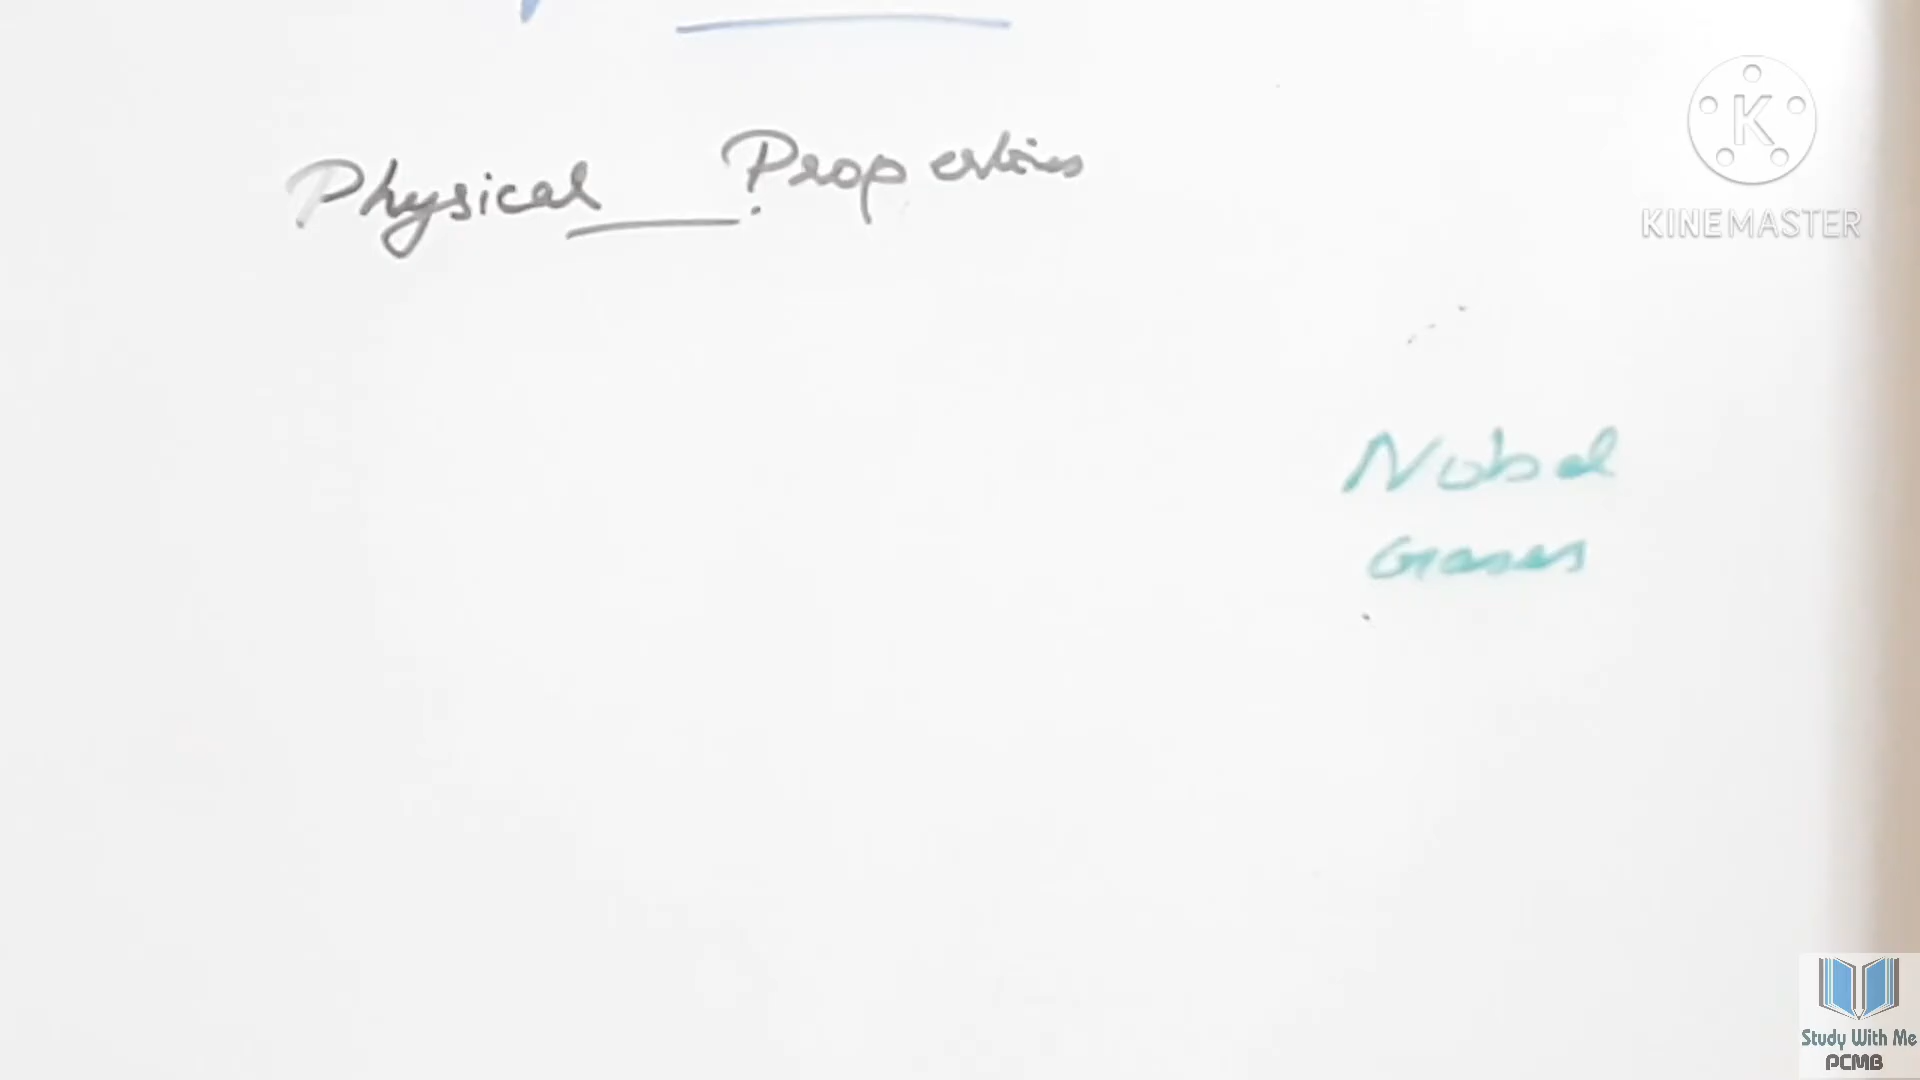 Physical Properties
KINEMASTER
Nobel
Gases
Study With Me
PCMB